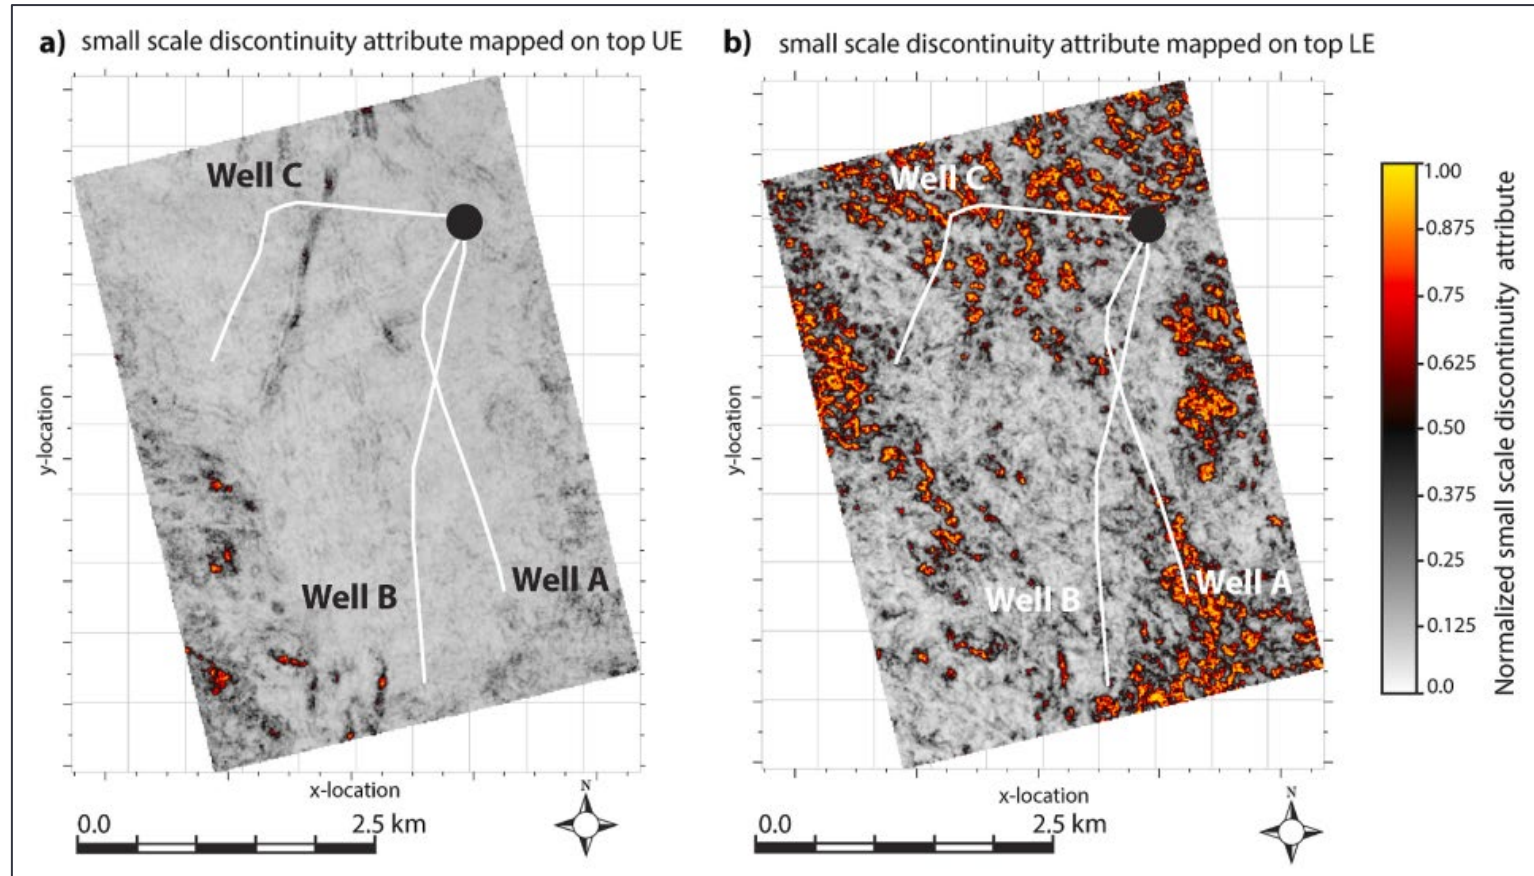 a) small scale discontinuity attribute mapped on top UE
Well C
Well B
Well A
y-location
x-location
0.0 2.5 km
N
b) small scale discontinuity attribute mapped on top LE
Well C
Well B
Well A
y-location
x-location
0.0 2.5 km
N
1.00
0.875
0.75
0.625
0.50
0.375
0.25
0.125
0.0
Normalized small scale discontinuity attribute